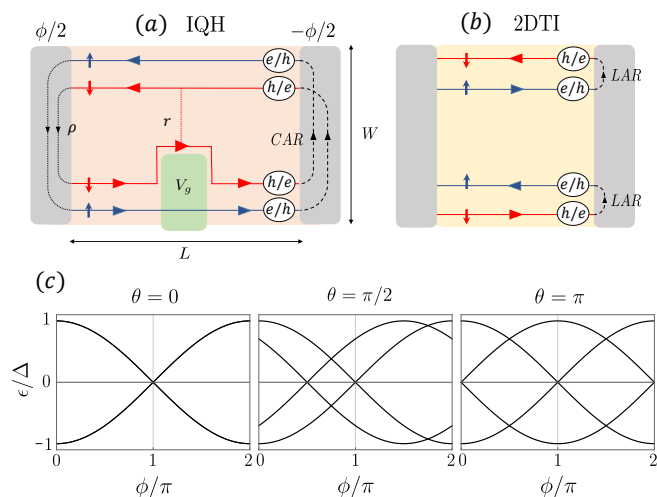 (a)
(b)
ϕ/2
IQH
−ϕ/2
2DTI
e/h
h/e
h/e
LAR
e/h
ρ
r
CAR
W
V_g
h/e
e/h
e/h
LAR
h/e
L
(c)
θ = 0
θ = π/2
θ = π
ϵ/Δ
1
0
-1
0
1
2
0
1
2
0
1
2
ϕ/π
ϕ/π
ϕ/π